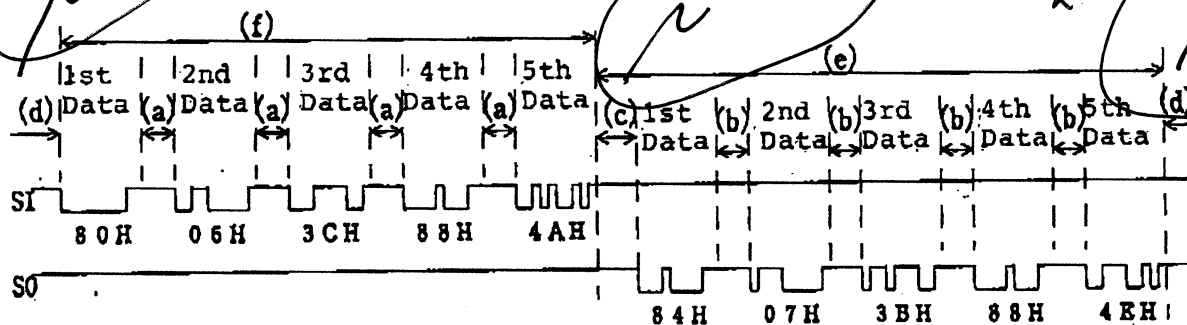 (f)
(e)
1st 2nd 3rd 4th 5th
(d) Data (a) Data (a) Data (a) Data (a) Data
(c) 1st (b) 2nd (b) 3rd (b) 4th (b) 5th (d)
Data Data Data Data Data
SI
80H 06H 3CH 88H 4AH
SO
84H 07H 3BH 88H 4EH